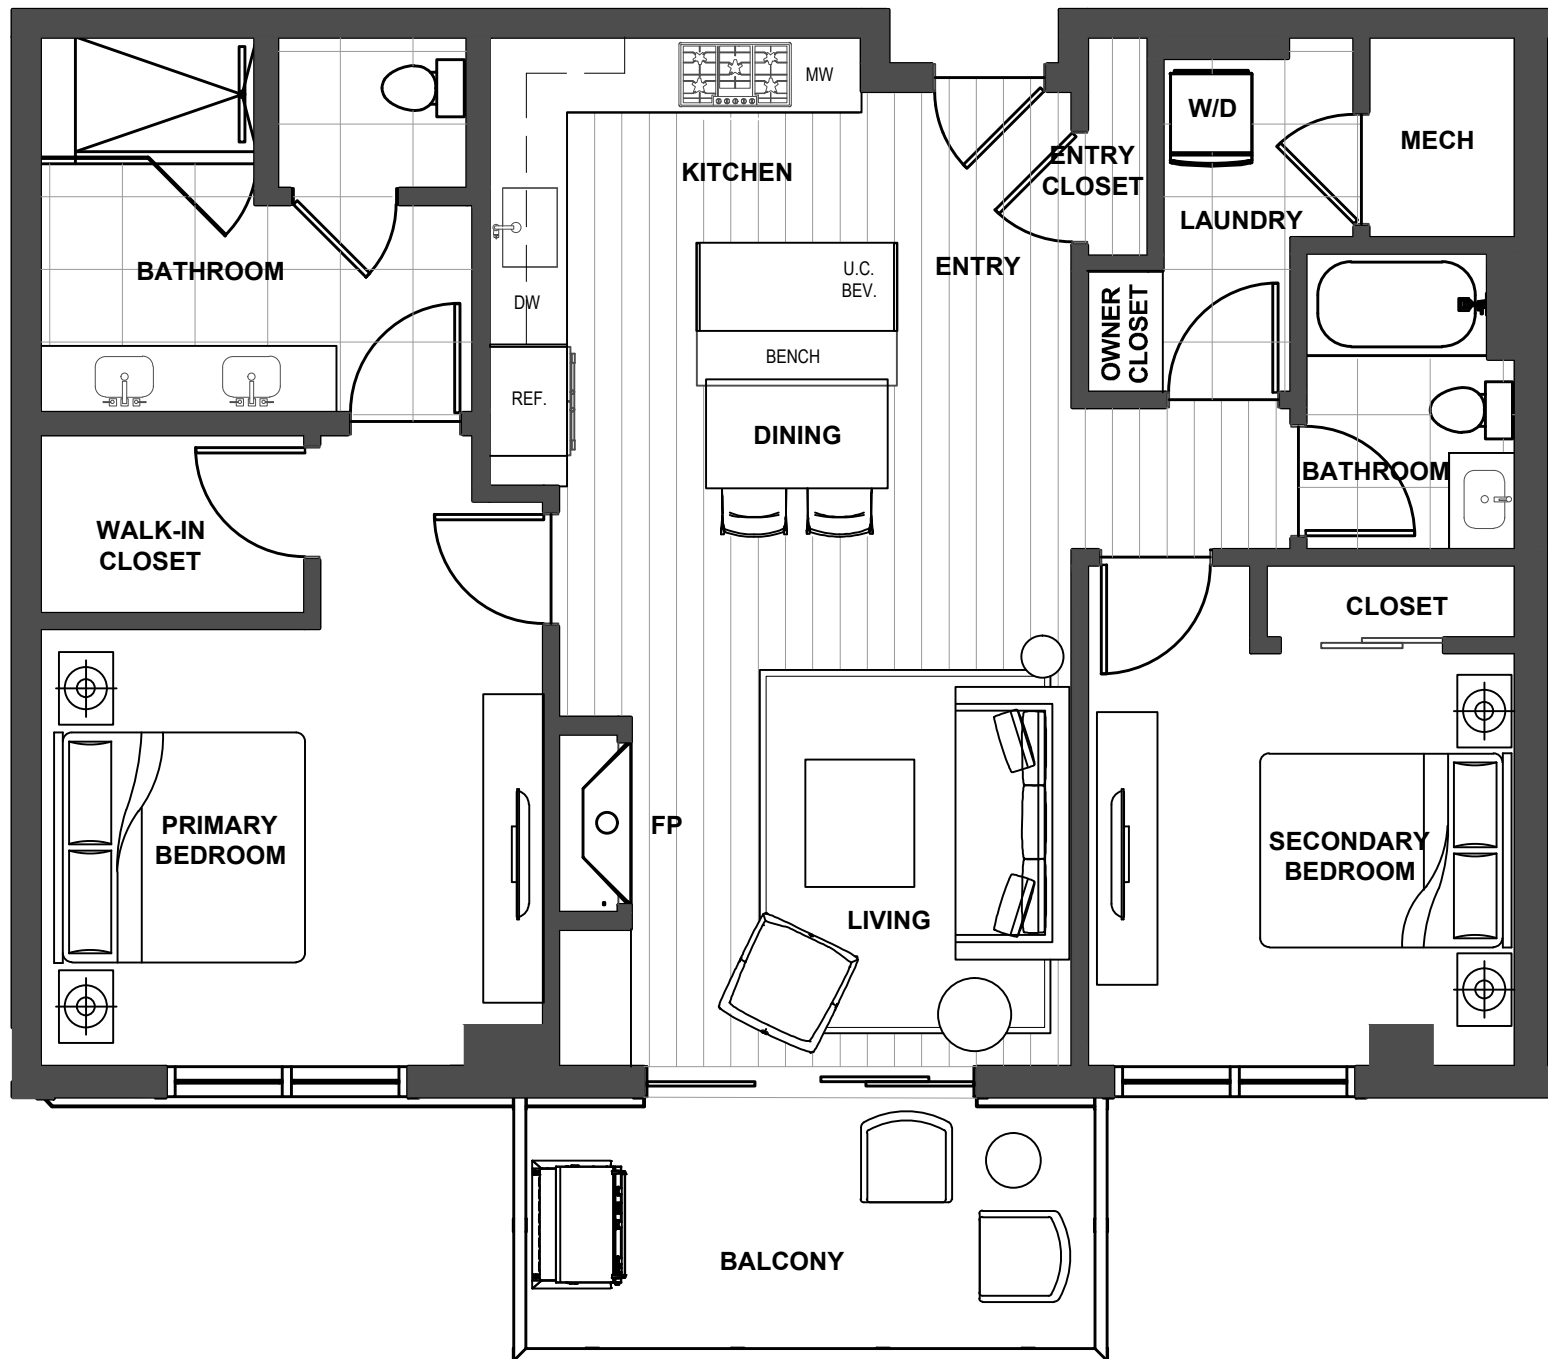 MW
W/D
MECH
KITCHEN
ENTRY
CLOSET
LAUNDRY
BATHROOM
U.C.
BEV.
ENTRY
DW
OWNER
CLOSET
BENCH
REF.
DINING
BATHROOM
WALK-IN
CLOSET
CLOSET
PRIMARY
BEDROOM
FP
SECONDARY
BEDROOM
LIVING
BALCONY